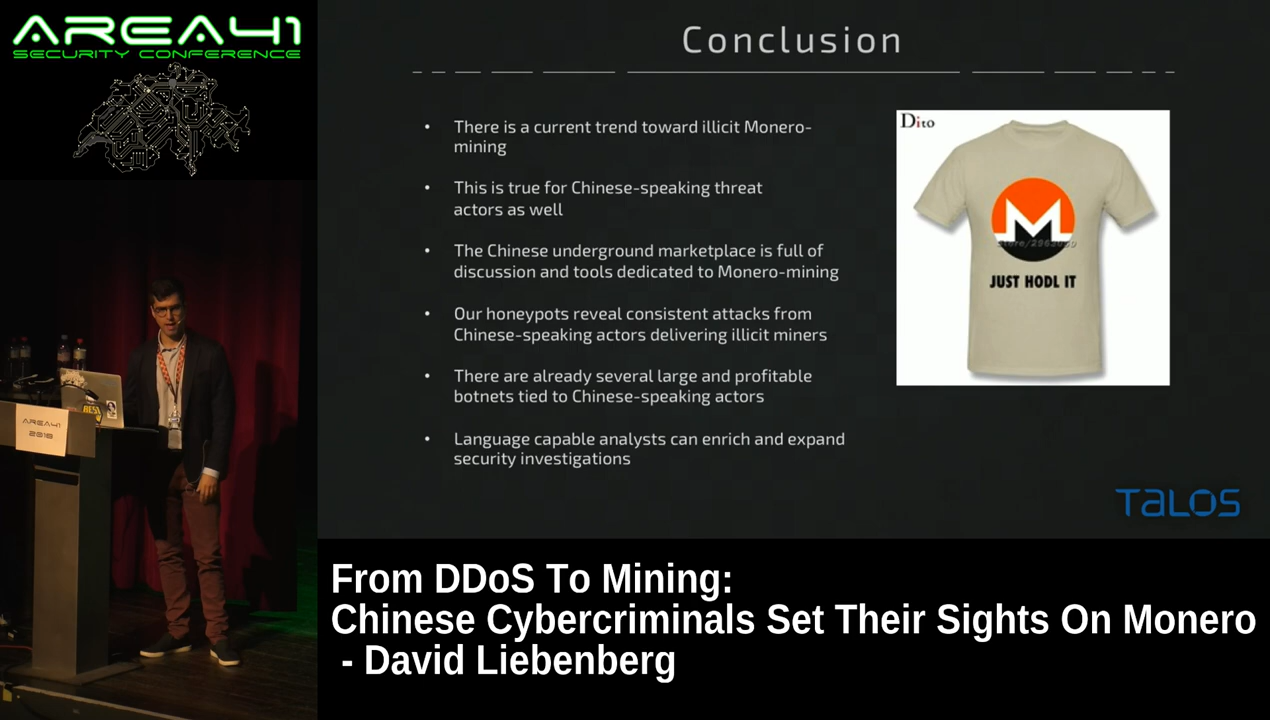 AREA41
SECURITY CONFERENCE
Conclusion
• There is a current trend toward illicit Monero-
mining
• This is true for Chinese-speaking threat
actors as well
• The Chinese underground marketplace is full of
discussion and tools dedicated to Monero-mining
• Our honeypots reveal consistent attacks from
Chinese-speaking actors delivering illicit miners
• There are already several large and profitable
botnets tied to Chinese-speaking actors
• Language capable analysts can enrich and expand
security investigations
Dito
JUST HODL IT
TALOS
AREA41
2018
From DDoS To Mining:
Chinese Cybercriminals Set Their Sights On Monero
- David Liebenberg